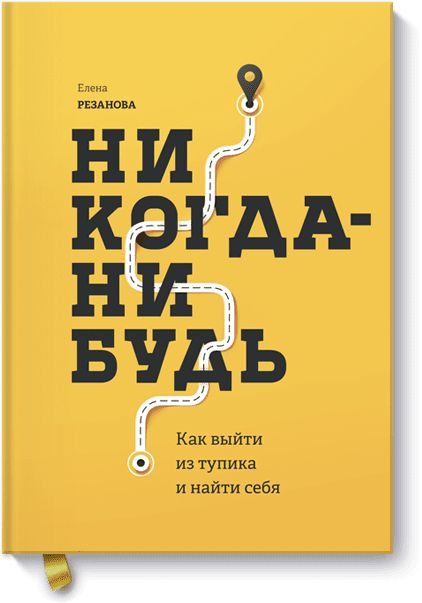 Елена
РЕЗАНОВА
НИ
КОГДА-
НИ
БУДЬ
Как выйти
из тупика
и найти себя